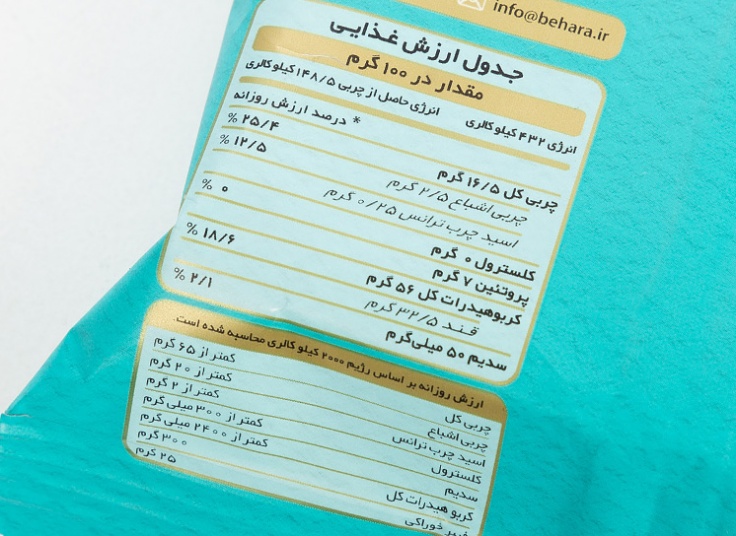 info@behara.ir
جدول ارزش غذایی
مقدار در ۱۰۰ گرم
انرژی ۴۳۲ کیلو کالری انرژی حاصل از چربی ۱۴۸/۵ کیلو کالری
* درصد ارزش روزانه
چربی کل ۱۶/۵ گرم ۲۵/۴ %
چربی اشباع ۲/۵ گرم ۱۲/۵ %
اسید چرب ترانس ۰/۲۵ گرم
کلسترول ۰ گرم ۰ %
پروتئین ۷ گرم
کربوهیدرات کل ۵۶ گرم ۱۸/۶ %
قند ۳۲/۵ گرم
سدیم ۵۰ میلی‌گرم ۲/۱ %
ارزش روزانه بر اساس رژیم ۲۰۰۰ کیلو کالری محاسبه شده است
چربی کل کمتر از ۶۵ گرم
چربی اشباع کمتر از ۲۰ گرم
اسید چرب ترانس کمتر از ۲ گرم
کلسترول کمتر از ۳۰۰ میلی گرم
سدیم کمتر از ۲۴۰۰ میلی گرم
کربو هیدرات کل ۳۰۰ گرم
فیبر خوراکی ۲۵ گرم